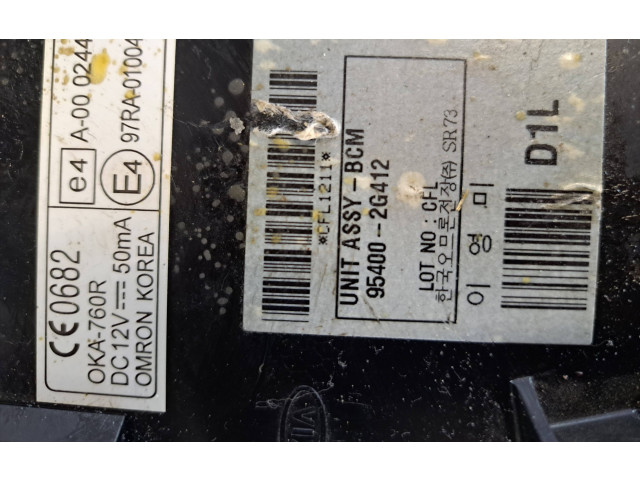 e4
A-00 0244
E4
97RA-01004
CE0682
OKA-760R
DC 12V 50mA
OMRON KOREA
*CFL1211*
UNIT ASSY-BCM
95400-2G412
LOT NO : CFL
한국오므론전장(쥬) SR73
이영미
D1L